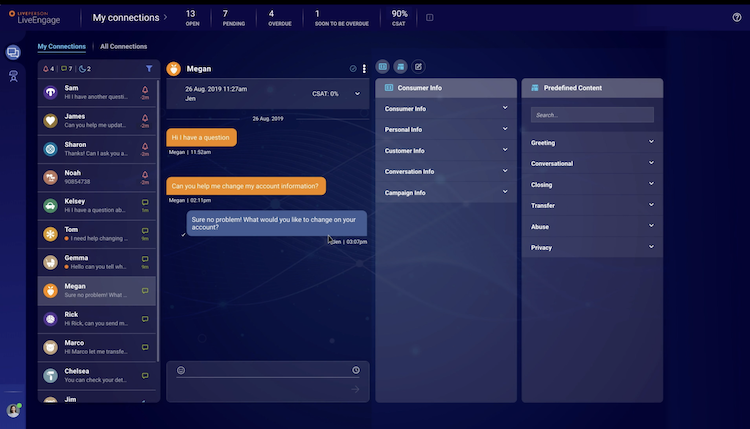 LIVEPERSON
LiveEngage
My connections
13
OPEN
7
PENDING
4
OVERDUE
1
SOON TO BE OVERDUE
90%
CSAT
My Connections
All Connections
4
7
2
Sam
Hi I have another questi...
-2m
James
Can you help me updat...
-2m
Sharon
Thanks! Can I ask you a...
-2m
Noah
90854738
-2m
Kelsey
Hi I have a question ab...
1m
Tom
I need help changing ...
9m
Gemma
Hello can you tell wh...
9m
Megan
Sure no problem! What ...
Rick
Hi Rick, can you send m...
Marco
Hi Marco let me transfe...
Chelsea
You can check your det...
Jim
Megan
26 Aug. 2019 11:27am
Jen
CSAT: 0%
26 Aug. 2019
Hi I have a question
Megan | 11:52am
Can you help me change my account information?
Megan | 02:11pm
Sure no problem! What would you like to change on your
account?
Jen | 03:07pm
Consumer Info
Consumer Info
Personal Info
Customer Info
Conversation Info
Campaign Info
Predefined Content
Search...
Greeting
Conversational
Closing
Transfer
Abuse
Privacy